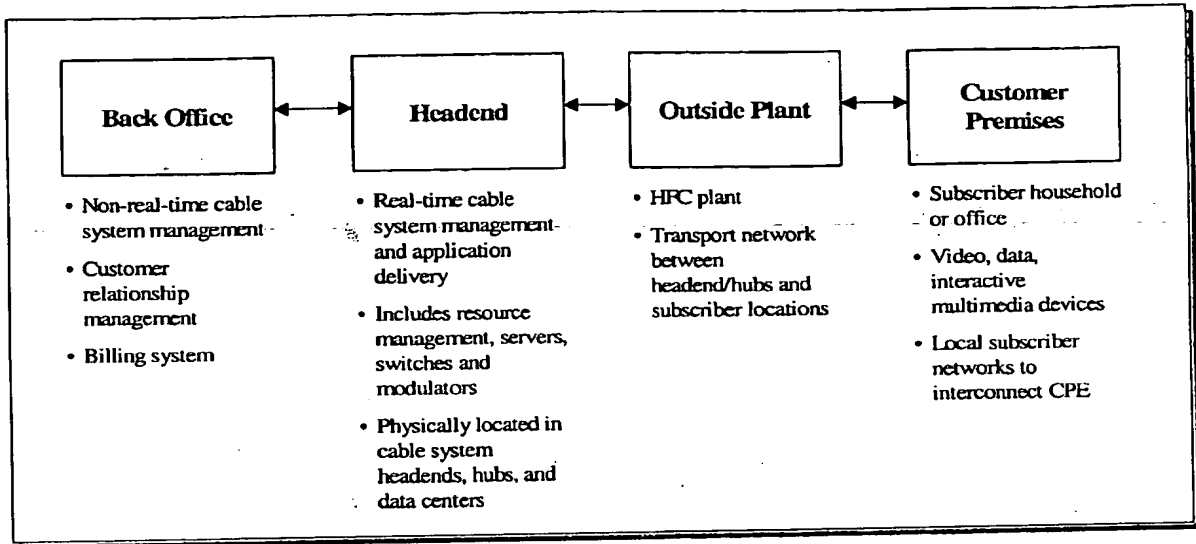 Back Office
Headend
Outside Plant
Customer
Premises
• Non-real-time cable
system management
• Customer
relationship
management
• Billing system
• Real-time cable
system management
and application
delivery
• Includes resource
management, servers,
switches and
modulators
• Physically located in
cable system
headends, hubs, and
data centers
• HFC plant
• Transport network
between
headend/hubs and
subscriber locations
• Subscriber household
or office
• Video, data,
interactive
multimedia devices
• Local subscriber
networks to
interconnect CPE